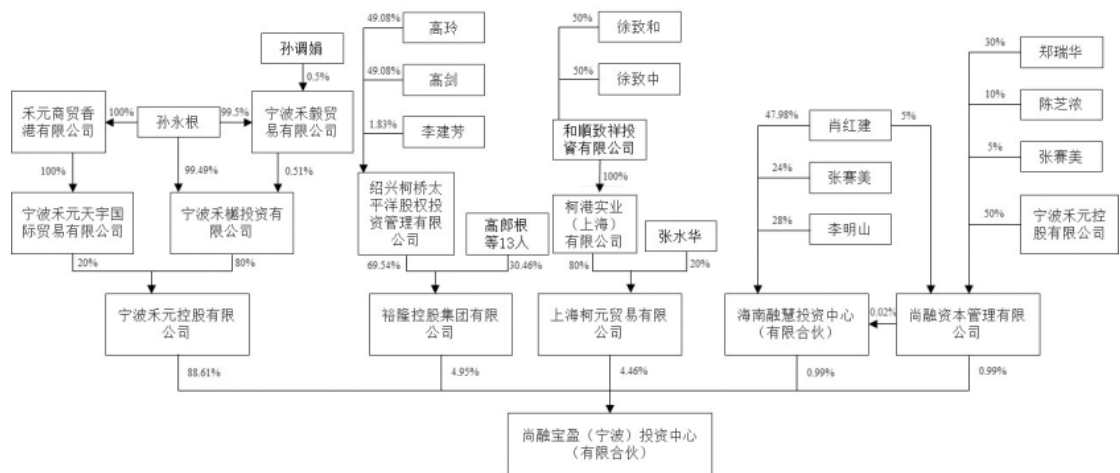 49.08%
高玲
50%
徐致和
30%
郑瑞华
孙调娟
0.5%
49.08%
高剑
50%
徐致中
10%
陈芝浓
禾元商贸香
港有限公司
100%
孙永根
99.5%
宁波禾毅贸
易有限公司
1.83%
李建芳
和順致祥投
資有限公司
47.98%
肖红建
5%
5%
张赛美
100%
99.49%
0.51%
100%
24%
张赛美
宁波禾元天宇国
际贸易有限公司
宁波禾樾投资有
限公司
绍兴柯桥太
平洋股权投
资管理有限
公司
高郎根
等13人
柯港实业
（上海）
有限公司
张水华
28%
李明山
50%
宁波禾元控
股有限公司
20%
80%
69.54%
30.46%
80%
20%
宁波禾元控股有限
公司
裕隆控股集团有限
公司
上海柯元贸易有限
公司
海南融慧投资中心
（有限合伙）
0.02%
尚融资本管理有限
公司
88.61%
4.95%
4.46%
0.99%
0.99%
尚融宝盈（宁波）投资中心
（有限合伙）